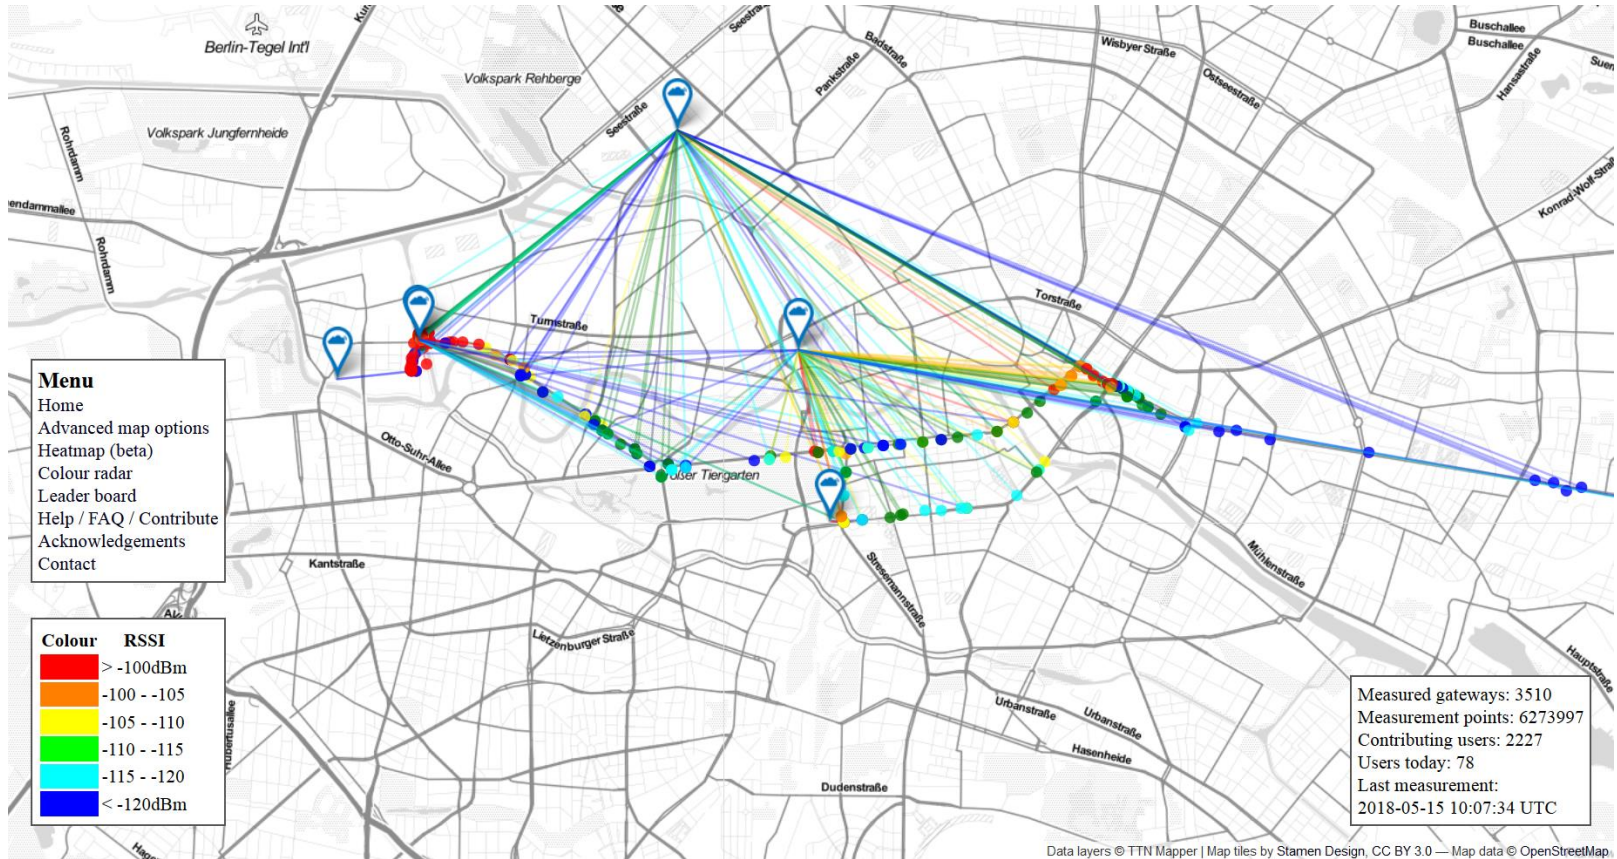 Berlin-Tegel Int'l
Volkspark Rehberge
Volkspark Jungfernheide
Seestraße
Seestraße
Badstraße
Pankstraße
Wisbyer Straße
Ostseestraße
Buschallee
Buschallee
Hansastraße
Rohrdamm
Rohrdamm
Torstraße
Turmstraße
Menu
Home
Advanced map options
Heatmap (beta)
Colour radar
Leader board
Help / FAQ / Contribute
Acknowledgements
Contact
Otto-Suhr-Allee
Tiergarten
Kantstraße
Stresemannstraße
Mühlenstraße
Lietzenburger Straße
Hauptstraße
Urbanstraße
Urbanstraße
Hasenheide
Dudenstraße
Hubertusallee
Colour RSSI
> -100dBm
-100 - -105
-105 - -110
-110 - -115
-115 - -120
< -120dBm
Measured gateways: 3510
Measurement points: 6273997
Contributing users: 2227
Users today: 78
Last measurement:
2018-05-15 10:07:34 UTC
Data layers © TTN Mapper | Map tiles by Stamen Design, CC BY 3.0 — Map data © OpenStreetMap